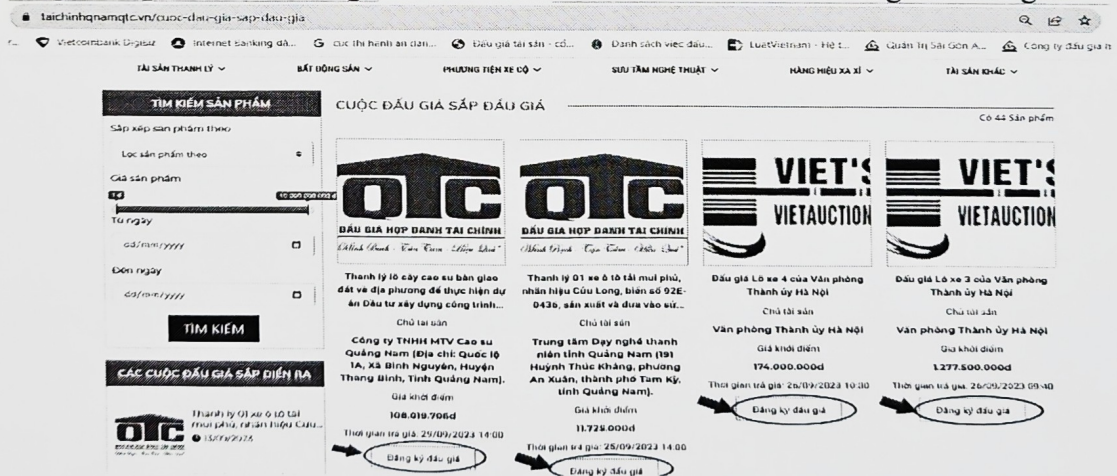 taichinhqnamqtc.vn/cuoc-dau-gia-sap-dau-gia
Vietcombank Digital Internet Banking dà... cục thi hành án dân... Đấu giá tài sản - cổ... Danh sách việc đấu... LuatVietnam - Hệ t... Quán Trị Sài Gòn A... Công ty đấu giá h
TÀI SẢN THANH LÝ BẤT ĐỘNG SẢN PHƯƠNG TIỆN XE CỘ SƯU TẦM NGHỆ THUẬT HÀNG HIỆU XA XỈ TÀI SẢN KHÁC
TÌM KIẾM SẢN PHẨM
Sắp xếp sản phẩm theo
Lọc sản phẩm theo
Giá sản phẩm
Từ ngày
dd/mm/yyyy
Đến ngày
dd/mm/yyyy
TÌM KIẾM
CÁC CUỘC ĐẤU GIÁ SẮP DIỄN RA
Thanh lý 01 xe ô tô tải
mui phủ, nhãn hiệu Cửu...
CUỘC ĐẤU GIÁ SẮP ĐẤU GIÁ
Có 44 Sản phẩm
QTC
ĐẤU GIÁ HỢP DANH TÀI CHÍNH
Thanh lý lô cây cao su bàn giao
đất về địa phương để thực hiện dự
án Đầu tư xây dựng công trình...
Chủ tài sản
Công ty TNHH MTV Cao su
Quảng Nam (Địa chỉ: Quốc lộ
1A, Xã Bình Nguyên, Huyện
Thăng Bình, Tỉnh Quảng Nam).
Giá khởi điểm
108.019.706đ
Thời gian trả giá: 29/09/2023 14:00
Đăng ký đấu giá
QTC
ĐẤU GIÁ HỢP DANH TÀI CHÍNH
Thanh lý 01 xe ô tô tải mui phủ,
nhãn hiệu Cửu Long, biển số 92E-
0436, sản xuất và đưa vào sử...
Chủ tài sản
Trung tâm Dạy nghề thanh
niên tỉnh Quảng Nam (191
Huỳnh Thúc Kháng, phường
An Xuân, thành phố Tam Kỳ,
tỉnh Quảng Nam).
Giá khởi điểm
11.725.000đ
Thời gian trả giá: 28/09/2023 14:00
Đăng ký đấu giá
VIET'S
VIETAUCTION
Đấu giá Lô xe 4 của Văn phòng
Thành ủy Hà Nội
Chủ tài sản
Văn phòng Thành ủy Hà Nội
Giá khởi điểm
174.000.000đ
Thời gian trả giá: 26/09/2023 10:30
Đăng ký đấu giá
VIET'S
VIETAUCTION
Đấu giá Lô xe 3 của Văn phòng
Thành ủy Hà Nội
Chủ tài sản
Văn phòng Thành ủy Hà Nội
Giá khởi điểm
1.277.500.000đ
Thời gian trả giá: 26/09/2023 09:40
Đăng ký đấu giá